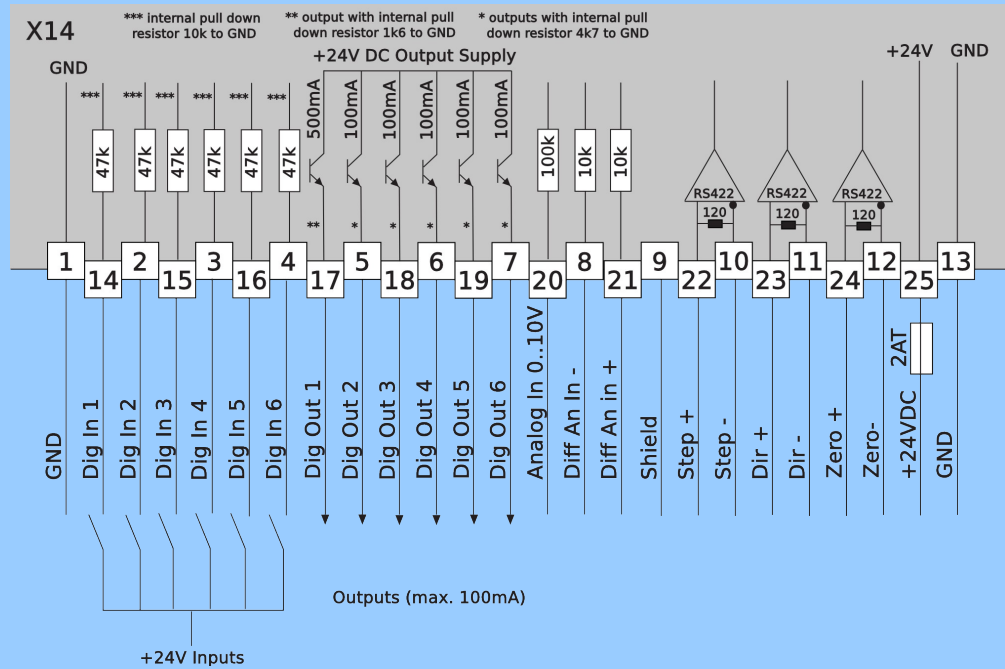 X14
*** internal pull down
resistor 10k to GND
** output with internal pull
down resistor 1k6 to GND
* outputs with internal pull
down resistor 4k7 to GND
+24V DC Output Supply
+24V
GND
GND
***
***
***
***
***
***
500mA
100mA
100mA
100mA
100mA
100mA
47k
47k
47k
47k
47k
47k
100k
10k
10k
RS422
RS422
RS422
120
120
120
**
*
*
*
*
*
1
14
2
15
3
16
4
17
5
18
6
19
7
20
8
21
9
22
10
23
11
24
12
25
13
2AT
GND
Dig In 1
Dig In 2
Dig In 3
Dig In 4
Dig In 5
Dig In 6
Dig Out 1
Dig Out 2
Dig Out 3
Dig Out 4
Dig Out 5
Dig Out 6
Analog In 0..10V
Diff An In -
Diff An in +
Shield
Step +
Step -
Dir +
Dir -
Zero +
Zero-
+24VDC
GND
Outputs (max. 100mA)
+24V Inputs